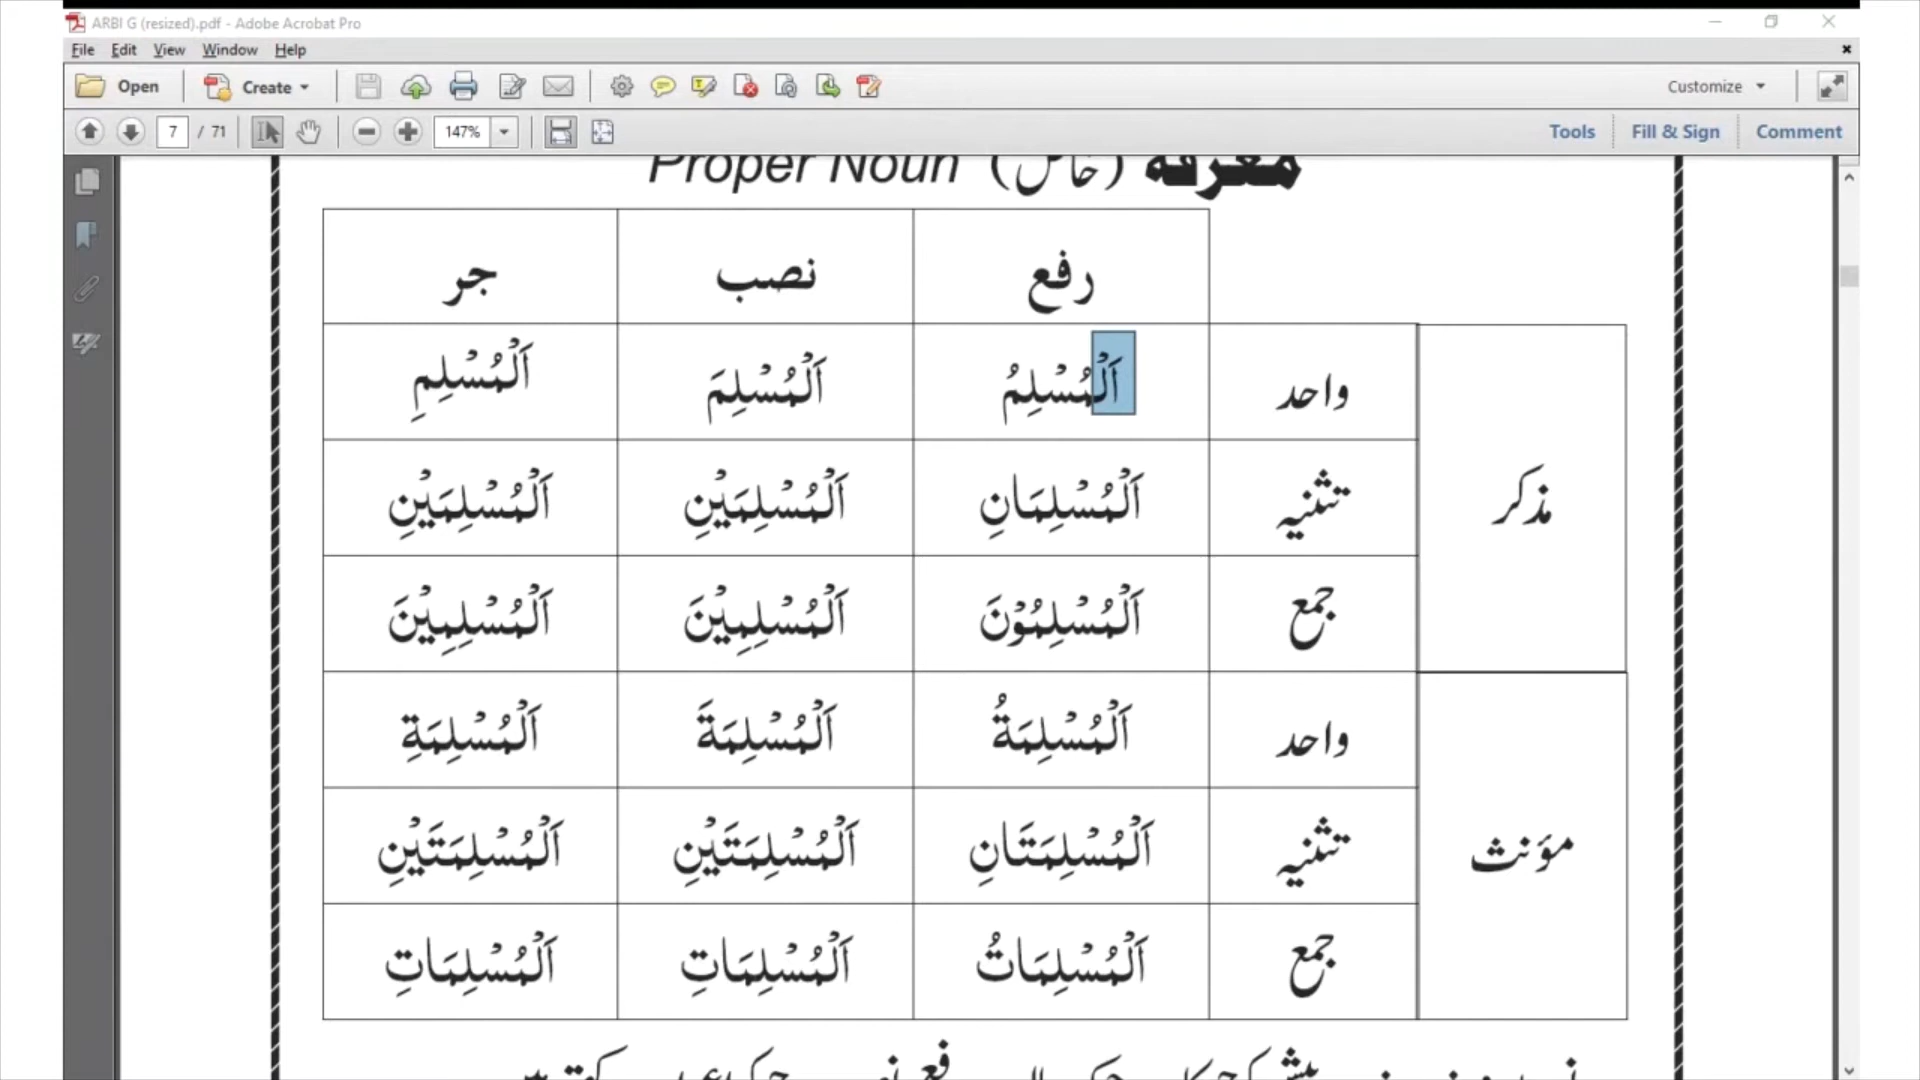 ARBI G (resized).pdf - Adobe Acrobat Pro
File Edit View Window Help
Open Create Customize
7 / 71 147% Tools Fill & Sign Comment
معرفہ (خاص) Proper Noun
رفع نصب جر
مذکر واحد اَلْمُسْلِمُ اَلْمُسْلِمَ اَلْمُسْلِمِ
تثنیہ اَلْمُسْلِمَانِ اَلْمُسْلِمَیْنِ اَلْمُسْلِمَیْنِ
جمع اَلْمُسْلِمُوْنَ اَلْمُسْلِمِیْنَ اَلْمُسْلِمِیْنَ
مؤنث واحد اَلْمُسْلِمَةُ اَلْمُسْلِمَةَ اَلْمُسْلِمَةِ
تثنیہ اَلْمُسْلِمَتَانِ اَلْمُسْلِمَتَیْنِ اَلْمُسْلِمَتَیْنِ
جمع اَلْمُسْلِمَاتُ اَلْمُسْلِمَاتِ اَلْمُسْلِمَاتِ